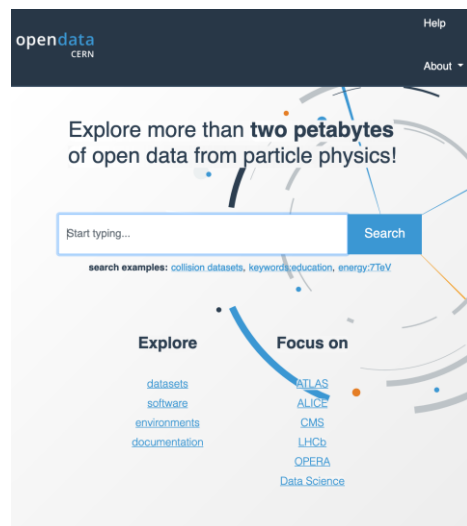 Help
opendata
CERN
About
Explore more than two petabytes
of open data from particle physics!
Start typing...
Search
search examples: collision datasets, keywords:education, energy:7TeV
Explore
datasets
software
environments
documentation
Focus on
ATLAS
ALICE
CMS
LHCb
OPERA
Data Science